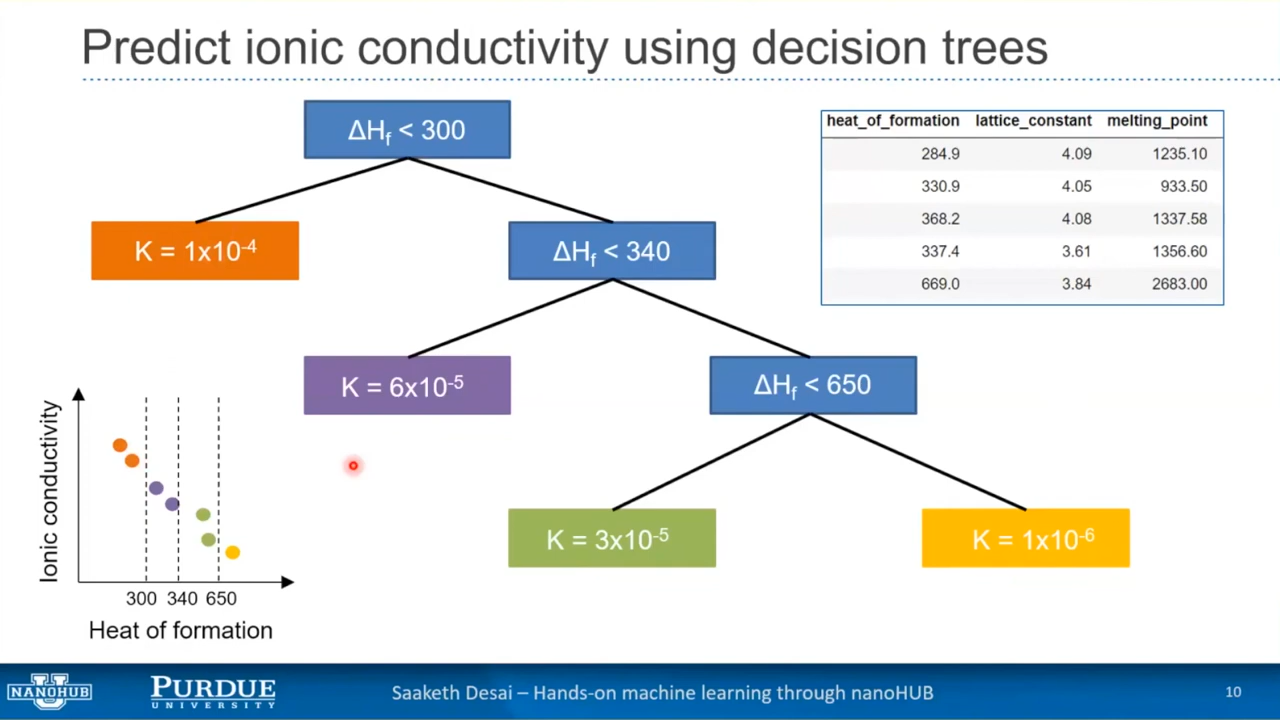 Predict ionic conductivity using decision trees
ΔHf < 300
K = 1x10-4
ΔHf < 340
K = 6x10-5
ΔHf < 650
K = 3x10-5
K = 1x10-6
heat_of_formation lattice_constant melting_point
284.9 4.09 1235.10
330.9 4.05 933.50
368.2 4.08 1337.58
337.4 3.61 1356.60
669.0 3.84 2683.00
Ionic conductivity
300 340 650
Heat of formation
NANOHUB
PURDUE
UNIVERSITY
Saaketh Desai – Hands-on machine learning through nanoHUB
10